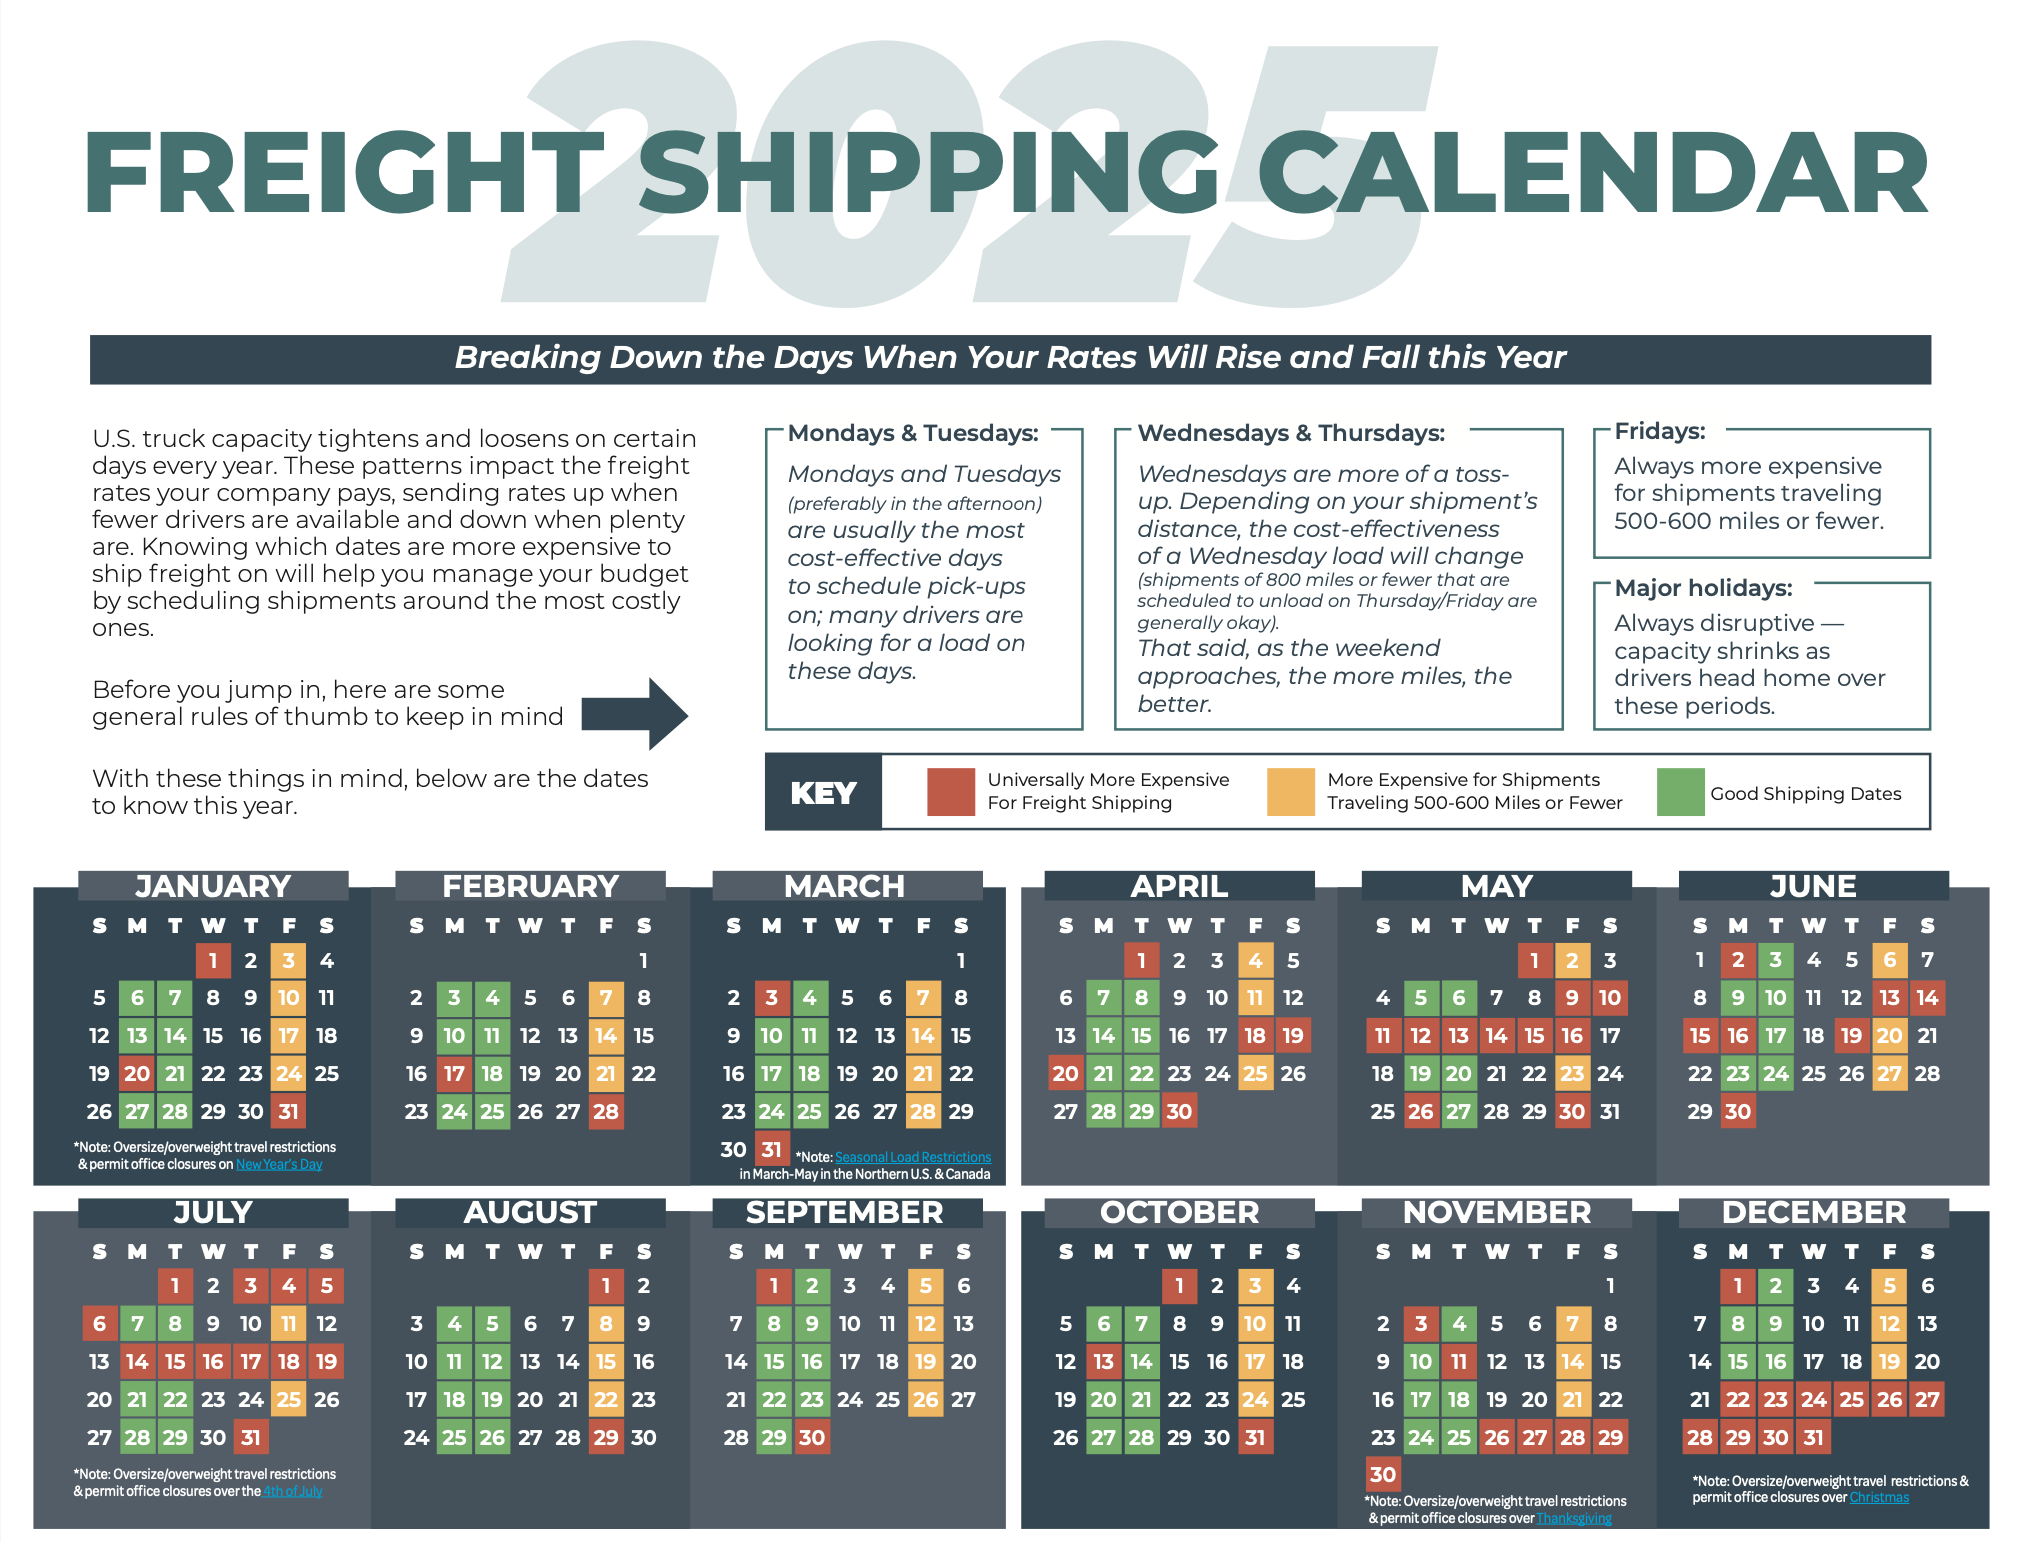 2025
FREIGHT SHIPPING CALENDAR
Breaking Down the Days When Your Rates Will Rise and Fall this Year
U.S. truck capacity tightens and loosens on certain
days every year. These patterns impact the freight
rates your company pays, sending rates up when
fewer drivers are available and down when plenty
are. Knowing which dates are more expensive to
ship freight on will help you manage your budget
by scheduling shipments around the most costly
ones.
Before you jump in, here are some
general rules of thumb to keep in mind
With these things in mind, below are the dates
to know this year.
Mondays & Tuesdays:
Mondays and Tuesdays
(preferably in the afternoon)
are usually the most
cost-effective days
to schedule pick-ups
on; many drivers are
looking for a load on
these days.
Wednesdays & Thursdays:
Wednesdays are more of a toss-
up. Depending on your shipment's
distance, the cost-effectiveness
of a Wednesday load will change
(shipments of 800 miles or fewer that are
scheduled to unload on Thursday/Friday are
generally okay).
That said, as the weekend
approaches, the more miles, the
better.
Fridays:
Always more expensive
for shipments traveling
500-600 miles or fewer.
Major holidays:
Always disruptive —
capacity shrinks as
drivers head home over
these periods.
KEY
Universally More Expensive
For Freight Shipping
More Expensive for Shipments
Traveling 500-600 Miles or Fewer
Good Shipping Dates
JANUARY
S M T W T F S
1 2 3 4
5 6 7 8 9 10 11
12 13 14 15 16 17 18
19 20 21 22 23 24 25
26 27 28 29 30 31
*Note: Oversize/overweight travel restrictions
& permit office closures on New Year's Day
FEBRUARY
S M T W T F S
1
2 3 4 5 6 7 8
9 10 11 12 13 14 15
16 17 18 19 20 21 22
23 24 25 26 27 28
MARCH
S M T W T F S
1
2 3 4 5 6 7 8
9 10 11 12 13 14 15
16 17 18 19 20 21 22
23 24 25 26 27 28 29
30 31
*Note: Seasonal Load Restrictions
in March-May in the Northern U.S. & Canada
APRIL
S M T W T F S
1 2 3 4 5
6 7 8 9 10 11 12
13 14 15 16 17 18 19
20 21 22 23 24 25 26
27 28 29 30
MAY
S M T W T F S
1 2 3
4 5 6 7 8 9 10
11 12 13 14 15 16 17
18 19 20 21 22 23 24
25 26 27 28 29 30 31
JUNE
S M T W T F S
1 2 3 4 5 6 7
8 9 10 11 12 13 14
15 16 17 18 19 20 21
22 23 24 25 26 27 28
29 30
JULY
S M T W T F S
1 2 3 4 5
6 7 8 9 10 11 12
13 14 15 16 17 18 19
20 21 22 23 24 25 26
27 28 29 30 31
*Note: Oversize/overweight travel restrictions
& permit office closures over the 4th of July
AUGUST
S M T W T F S
1 2
3 4 5 6 7 8 9
10 11 12 13 14 15 16
17 18 19 20 21 22 23
24 25 26 27 28 29 30
SEPTEMBER
S M T W T F S
1 2 3 4 5 6
7 8 9 10 11 12 13
14 15 16 17 18 19 20
21 22 23 24 25 26 27
28 29 30
OCTOBER
S M T W T F S
1 2 3 4
5 6 7 8 9 10 11
12 13 14 15 16 17 18
19 20 21 22 23 24 25
26 27 28 29 30 31
NOVEMBER
S M T W T F S
1
2 3 4 5 6 7 8
9 10 11 12 13 14 15
16 17 18 19 20 21 22
23 24 25 26 27 28 29
30
*Note: Oversize/overweight travel restrictions
& permit office closures over Thanksgiving
DECEMBER
S M T W T F S
1 2 3 4 5 6
7 8 9 10 11 12 13
14 15 16 17 18 19 20
21 22 23 24 25 26 27
28 29 30 31
*Note: Oversize/overweight travel restrictions &
permit office closures over Christmas